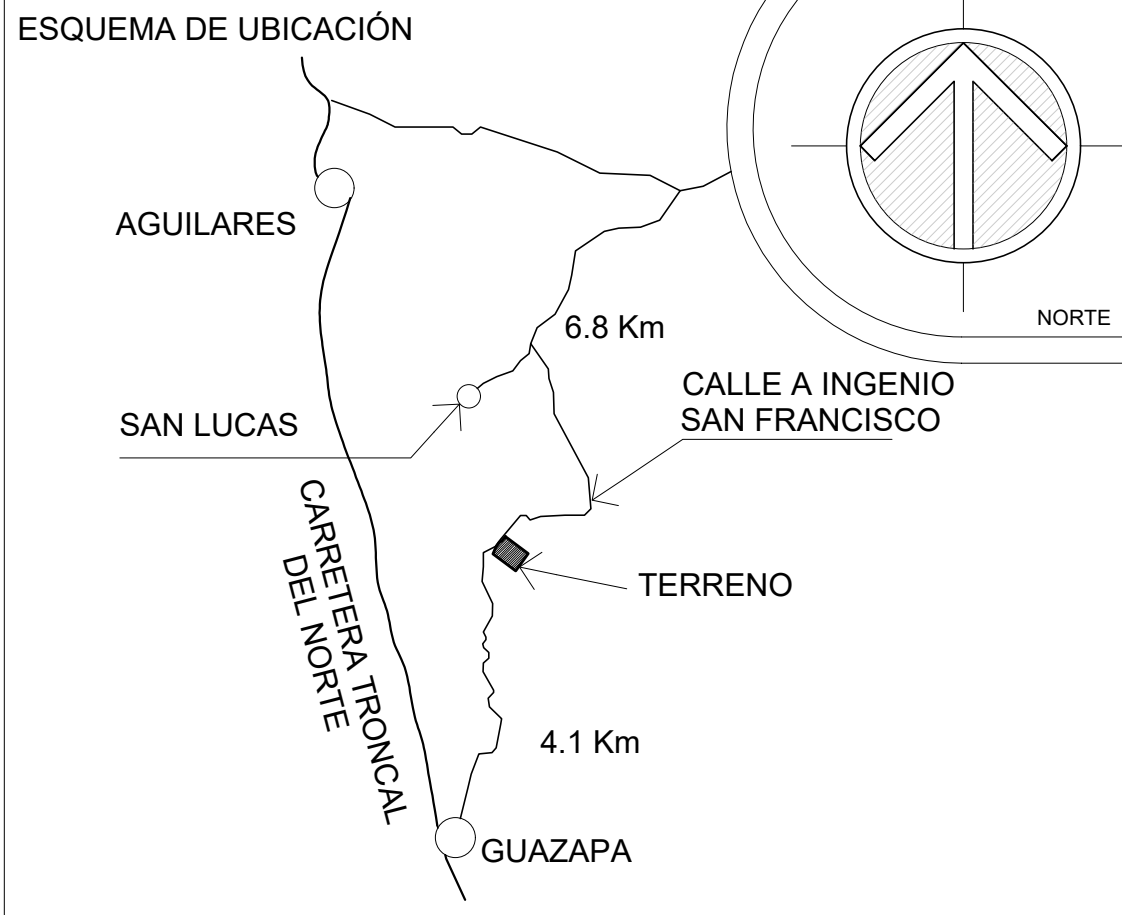 ESQUEMA DE UBICACIÓN
AGUILARES
NORTE
6.8 Km
CALLE A INGENIO
SAN FRANCISCO
SAN LUCAS
CARRETERA TRONCAL
DEL NORTE
TERRENO
4.1 Km
GUAZAPA